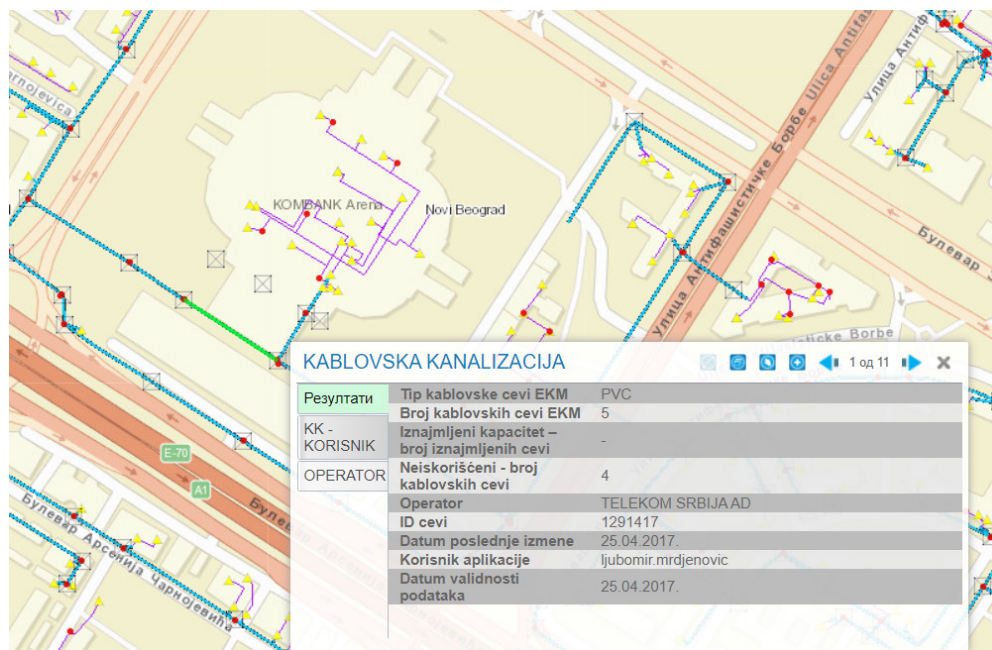 Улица Антифаш
Улица Антифашистичке Борбе
Ulica Antifas
KOMBANK Arena
Novi Beograd
Булевар
isticke Borbe
KABLOVSKA KANALIZACIJA
1 од 11
Резултати
Tip kablovske cevi EKM
PVC
Broj kablovskih cevi EKM
5
KK -
KORISNIK
Iznajmljeni kapacitet –
broj iznajmljenih cevi
-
OPERATOR
Neiskorišćeni - broj
kablovskih cevi
4
Operator
TELEKOM SRBIJA AD
ID cevi
1291417
Datum poslednje izmene
25.04.2017.
Korisnik aplikacije
ljubomir.mrdjenovic
Datum validnosti
podataka
25.04.2017.
E-70
A1
Булевар Арсенија Чарнојевића